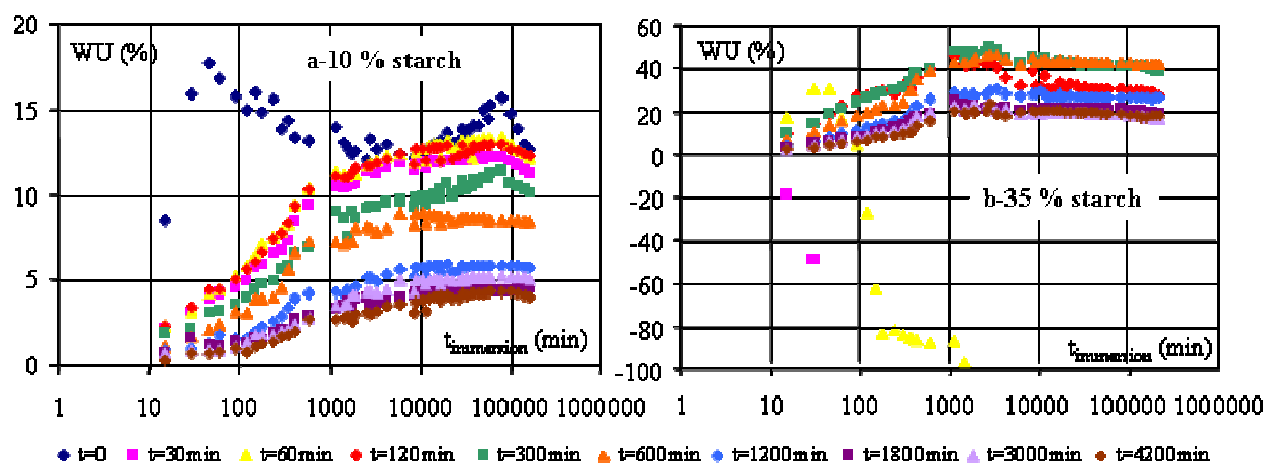 20
15
10
5
0
WU (%)
a-10 % starch
t immersion (min)
1
10
100
1000
10000
100000
1000000
60
40
20
0
-20
-40
-60
-80
-100
WU (%)
b-35 % starch
t immersion (min)
1
10
100
1000
10000
100000
1000000
t=0
t=30min
t=60min
t=120min
t=300min
t=600min
t=1200min
t=1800min
t=3000min
t=4200min